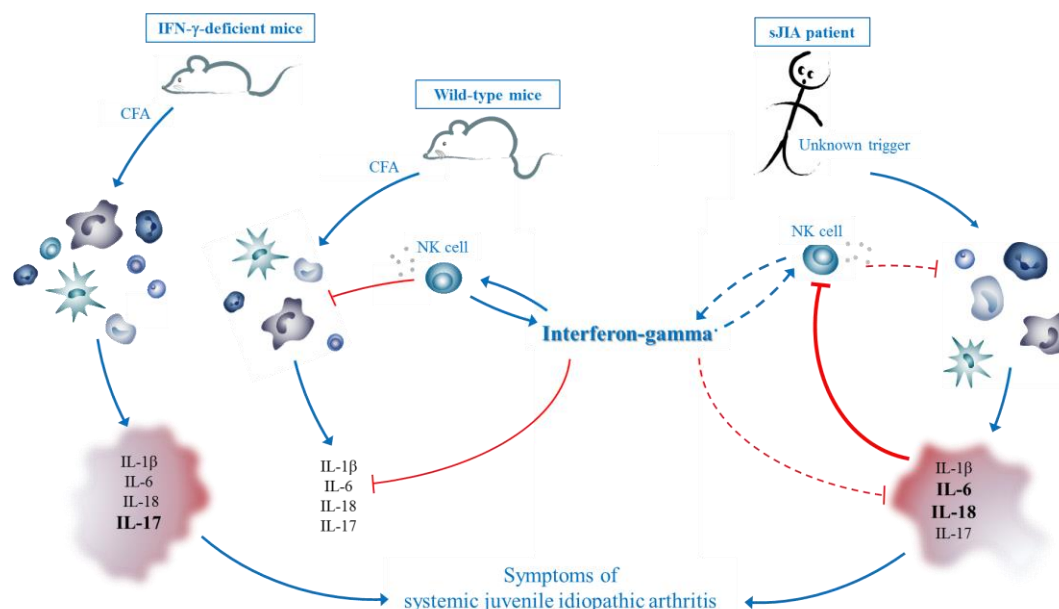 IFN-γ-deficient mice
CFA
Wild-type mice
CFA
NK cell
sJIA patient
Unknown trigger
NK cell
Interferon-gamma
IL-1β
IL-6
IL-18
IL-17
IL-1β
IL-6
IL-18
IL-17
IL-1β
IL-6
IL-18
IL-17
Symptoms of
systemic juvenile idiopathic arthritis